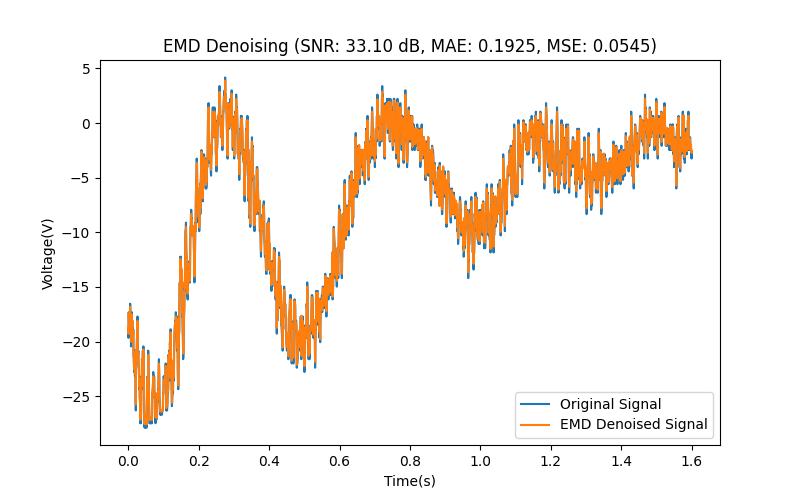 EMD Denoising (SNR: 33.10 dB, MAE: 0.1925, MSE: 0.0545)
5
0
−5
−10
−15
−20
−25
Voltage(V)
0.0 0.2 0.4 0.6 0.8 1.0 1.2 1.4 1.6
Time(s)
Original Signal
EMD Denoised Signal